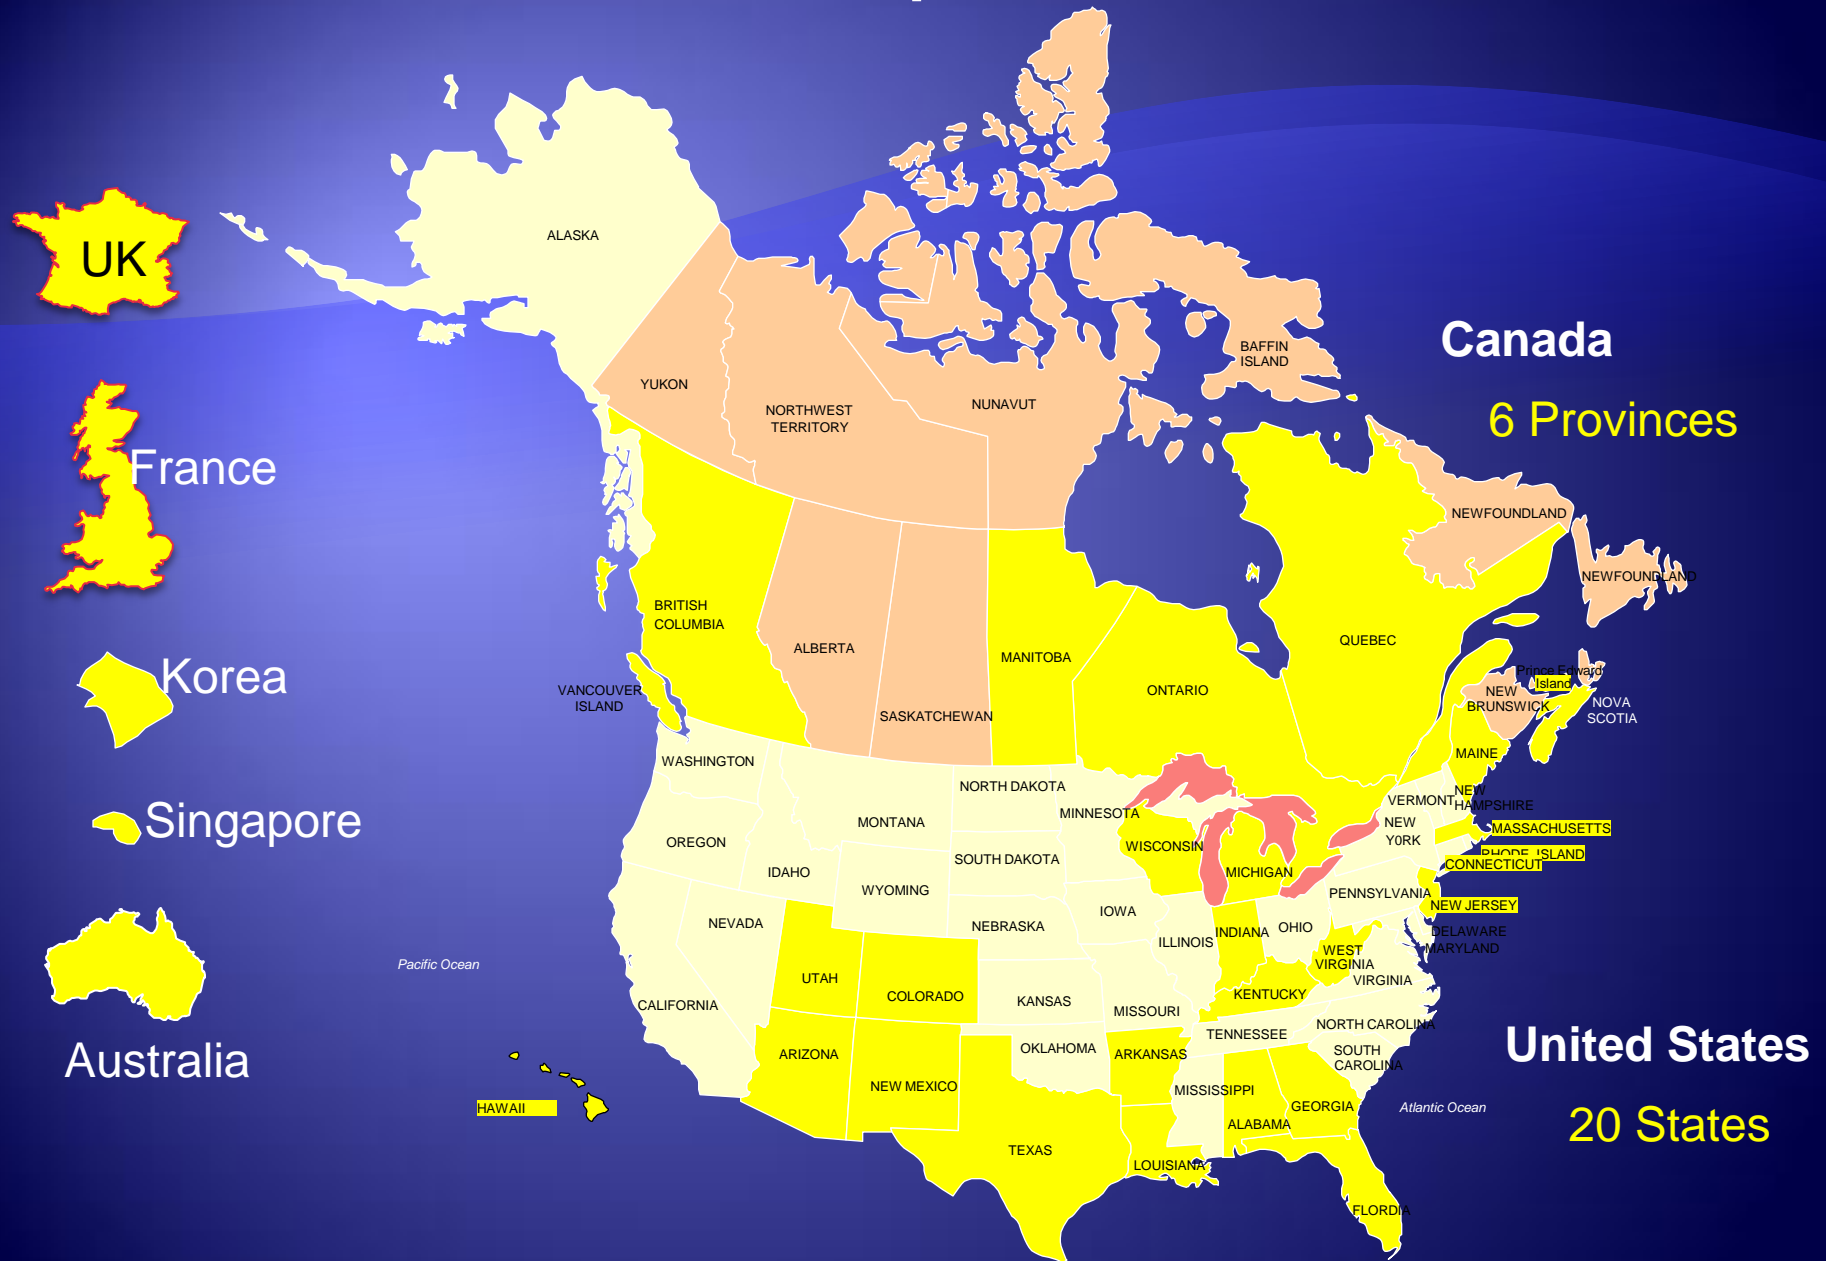 ALASKA
UK
BAFFIN
ISLAND
Canada
YUKON
NUNAVUT
NORTHWEST
TERRITORY
6 Provinces
France
NEWFOUNDLAND
NEWFOUNDLAND
BRITISH
COLUMBIA
QUEBEC
ALBERTA
MANITOBA
Korea
VANCOUVER
ISLAND
ONTARIO
Prince Edward
Island
NEW
BRUNSWICK
NOVA
SCOTIA
SASKATCHEWAN
MAINE
WASHINGTON
NORTH DAKOTA
NEW
HAMPSHIRE
VERMONT
MINNESOTA
Singapore
MONTANA
NEW
Y0RK
MASSACHUSETTS
OREGON
WISCONSIN
RHODE ISLAND
SOUTH DAKOTA
CONNECTICUT
IDAHO
MICHIGAN
WYOMING
PENNSYLVANIA
NEW JERSEY
IOWA
NEVADA
NEBRASKA
OHIO
INDIANA
DELAWARE
ILLINOIS
MARYLAND
WEST
VIRGINIA
Pacific Ocean
UTAH
VIRGINIA
COLORADO
KENTUCKY
CALIFORNIA
KANSAS
MISSOURI
NORTH CAROLINA
TENNESSEE
United States
Australia
ARIZONA
OKLAHOMA
ARKANSAS
SOUTH
CAROLINA
NEW MEXICO
MISSISSIPPI
HAWAII
GEORGIA
Atlantic Ocean
ALABAMA
20 States
TEXAS
LOUISIANA
FLORDIA